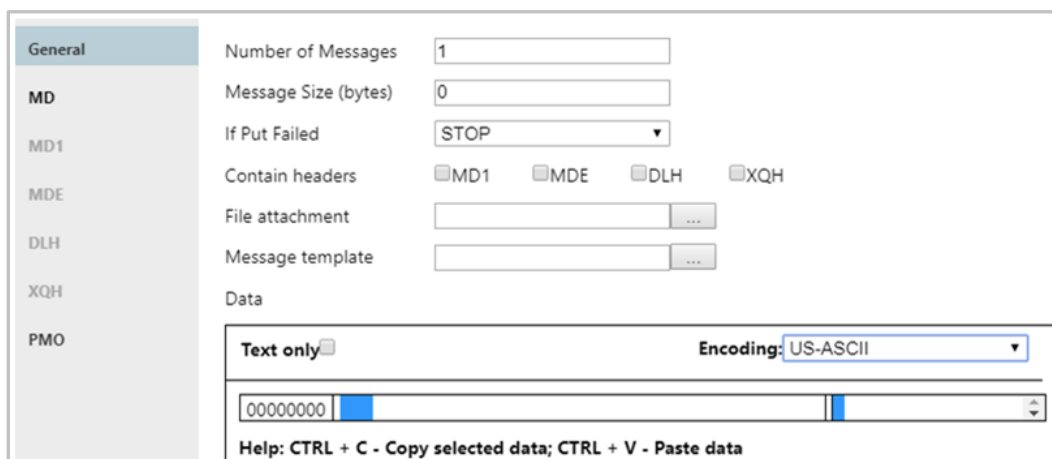 General
MD
MD1
MDE
DLH
XQH
PMO
Number of Messages 1
Message Size (bytes) 0
If Put Failed STOP
Contain headers MD1 MDE DLH XQH
File attachment ...
Message template ...
Data
Text only Encoding: US-ASCII
00000000
Help: CTRL + C - Copy selected data; CTRL + V - Paste data